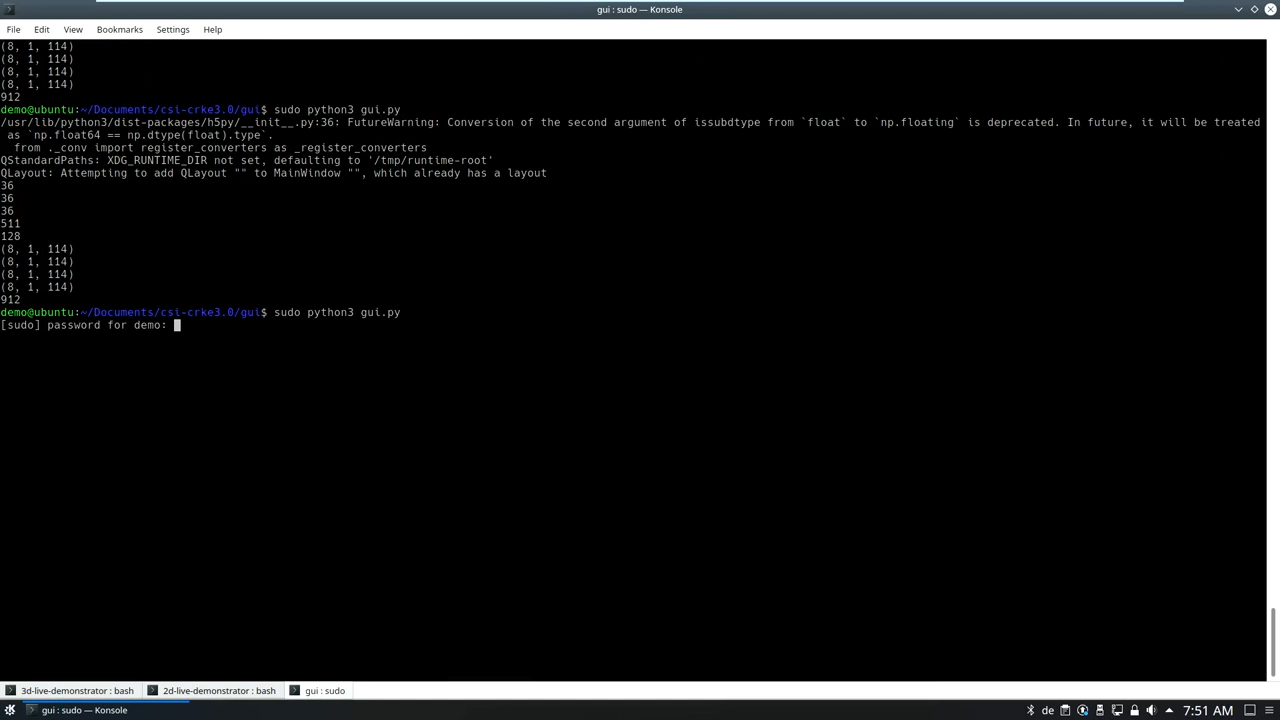 gui : sudo — Konsole
File Edit View Bookmarks Settings Help
(8, 1, 114)
(8, 1, 114)
(8, 1, 114)
(8, 1, 114)
912
demo@ubuntu:~/Documents/csi-crke3.0/gui$ sudo python3 gui.py
/usr/lib/python3/dist-packages/h5py/__init__.py:36: FutureWarning: Conversion of the second argument of issubdtype from `float` to `np.floating` is deprecated. In future, it will be treated
as `np.float64 == np.dtype(float).type`.
from ._conv import register_converters as _register_converters
QStandardPaths: XDG_RUNTIME_DIR not set, defaulting to '/tmp/runtime-root'
QLayout: Attempting to add QLayout "" to MainWindow "", which already has a layout
36
36
36
511
128
(8, 1, 114)
(8, 1, 114)
(8, 1, 114)
(8, 1, 114)
912
demo@ubuntu:~/Documents/csi-crke3.0/gui$ sudo python3 gui.py
[sudo] password for demo:
3d-live-demonstrator : bash 2d-live-demonstrator : bash gui : sudo
gui : sudo — Konsole de 7:51 AM